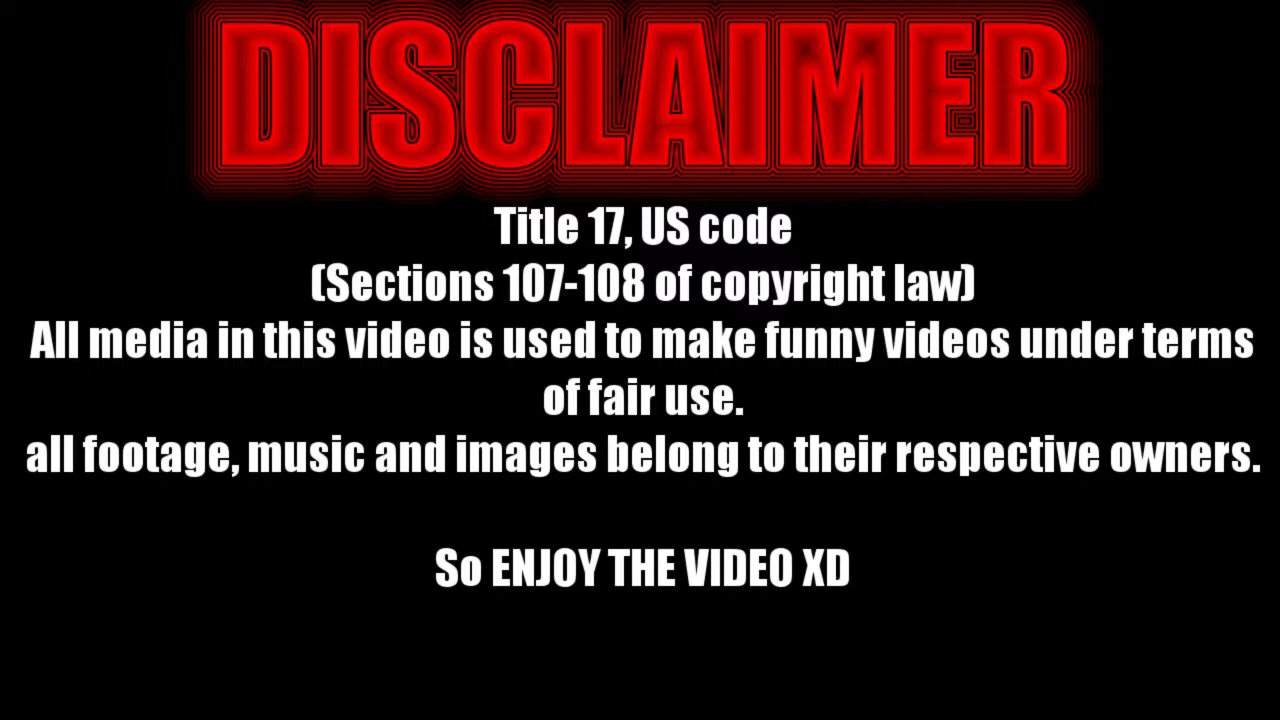 DISCLAIMER
Title 17, US code
(Sections 107-108 of copyright law)
All media in this video is used to make funny videos under terms
of fair use.
all footage, music and images belong to their respective owners.
So ENJOY THE VIDEO XD